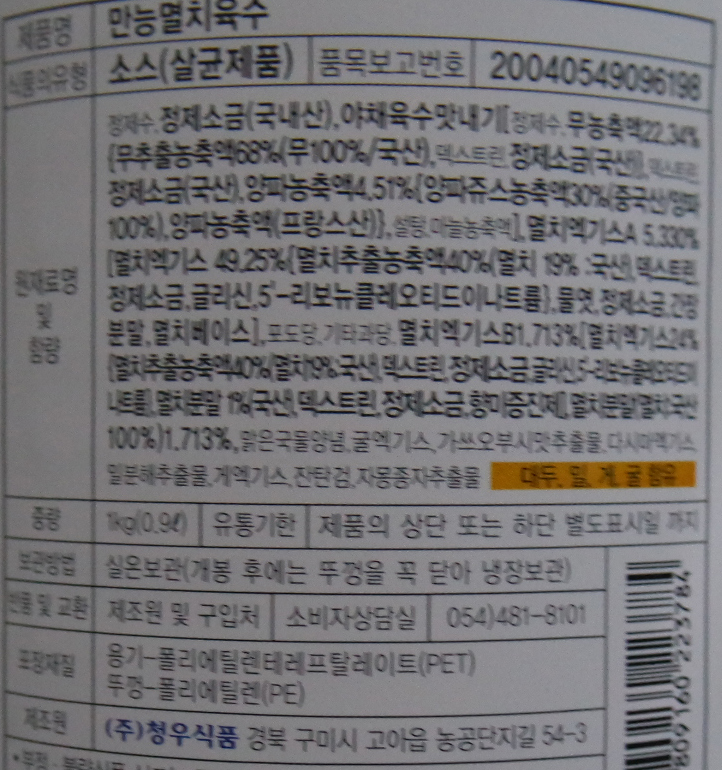 제품명 만능멸치육수
식품의유형 소스(살균제품) 품목보고번호 20040549096198
원재료명 및 함량
정제수, 정제소금(국내산), 야채육수맛내기[정제수, 무농축액22.34%
{무추출농축액68%(무100%/국산), 덱스트린, 정제소금(국산)}, 덱스트린,
정제소금(국산), 양파농축액4.51%{양파쥬스농축액30%(중국산/양파
100%), 양파농축액(프랑스산)}, 설탕, 마늘농축액], 멸치엑기스A 5.330%
[멸치엑기스 49.25%{멸치추출농축액40%(멸치 19% :국산), 덱스트린,
정제소금, 글리신, 5'-리보뉴클레오티드이나트륨}, 물엿, 정제소금, 간장
분말, 멸치베이스], 포도당, 기타과당, 멸치엑기스B1.713%[멸치엑기스24%
{멸치추출농축액40%(멸치19%:국산), 덱스트린, 정제소금, 글리신,5'-리보뉴클레오티드이
나트륨}, 멸치분말 1%(국산), 덱스트린, 정제소금, 향미증진제], 멸치분말(멸치:국산
100%)1.713%, 맑은국물양념, 굴엑기스, 가쓰오부시맛추출물, 다시마엑기스,
밀분해추출물, 게엑기스, 잔탄검, 자몽종자추출물 대두, 밀, 게, 굴 함유
중량 1kg(0.9ℓ) 유통기한 제품의 상단 또는 하단 별도표시일 까지
보관방법 실온보관(개봉 후에는 뚜껑을 꼭 닫아 냉장보관)
반품 및 교환 제조원 및 구입처 소비자상담실 054)481-8101
포장재질 용기-폴리에틸렌테레프탈레이트(PET)
뚜껑-폴리에틸렌(PE)
제조원 (주)청우식품 경북 구미시 고아읍 농공단지길 54-3
809160 223784